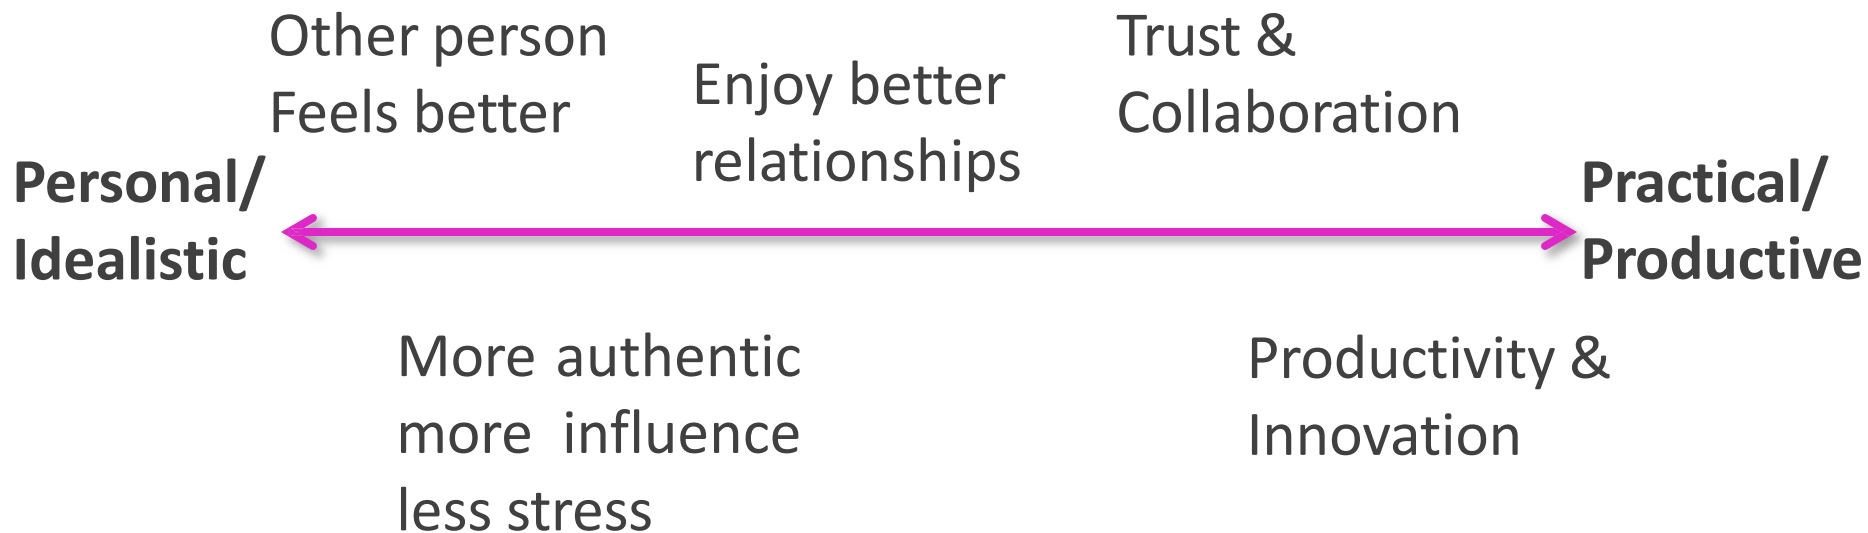 Other person
Feels better
Enjoy better
relationships
Trust &
Collaboration
Personal/
Idealistic
Practical/
Productive
More authentic
more  influence
less stress
Productivity &
Innovation